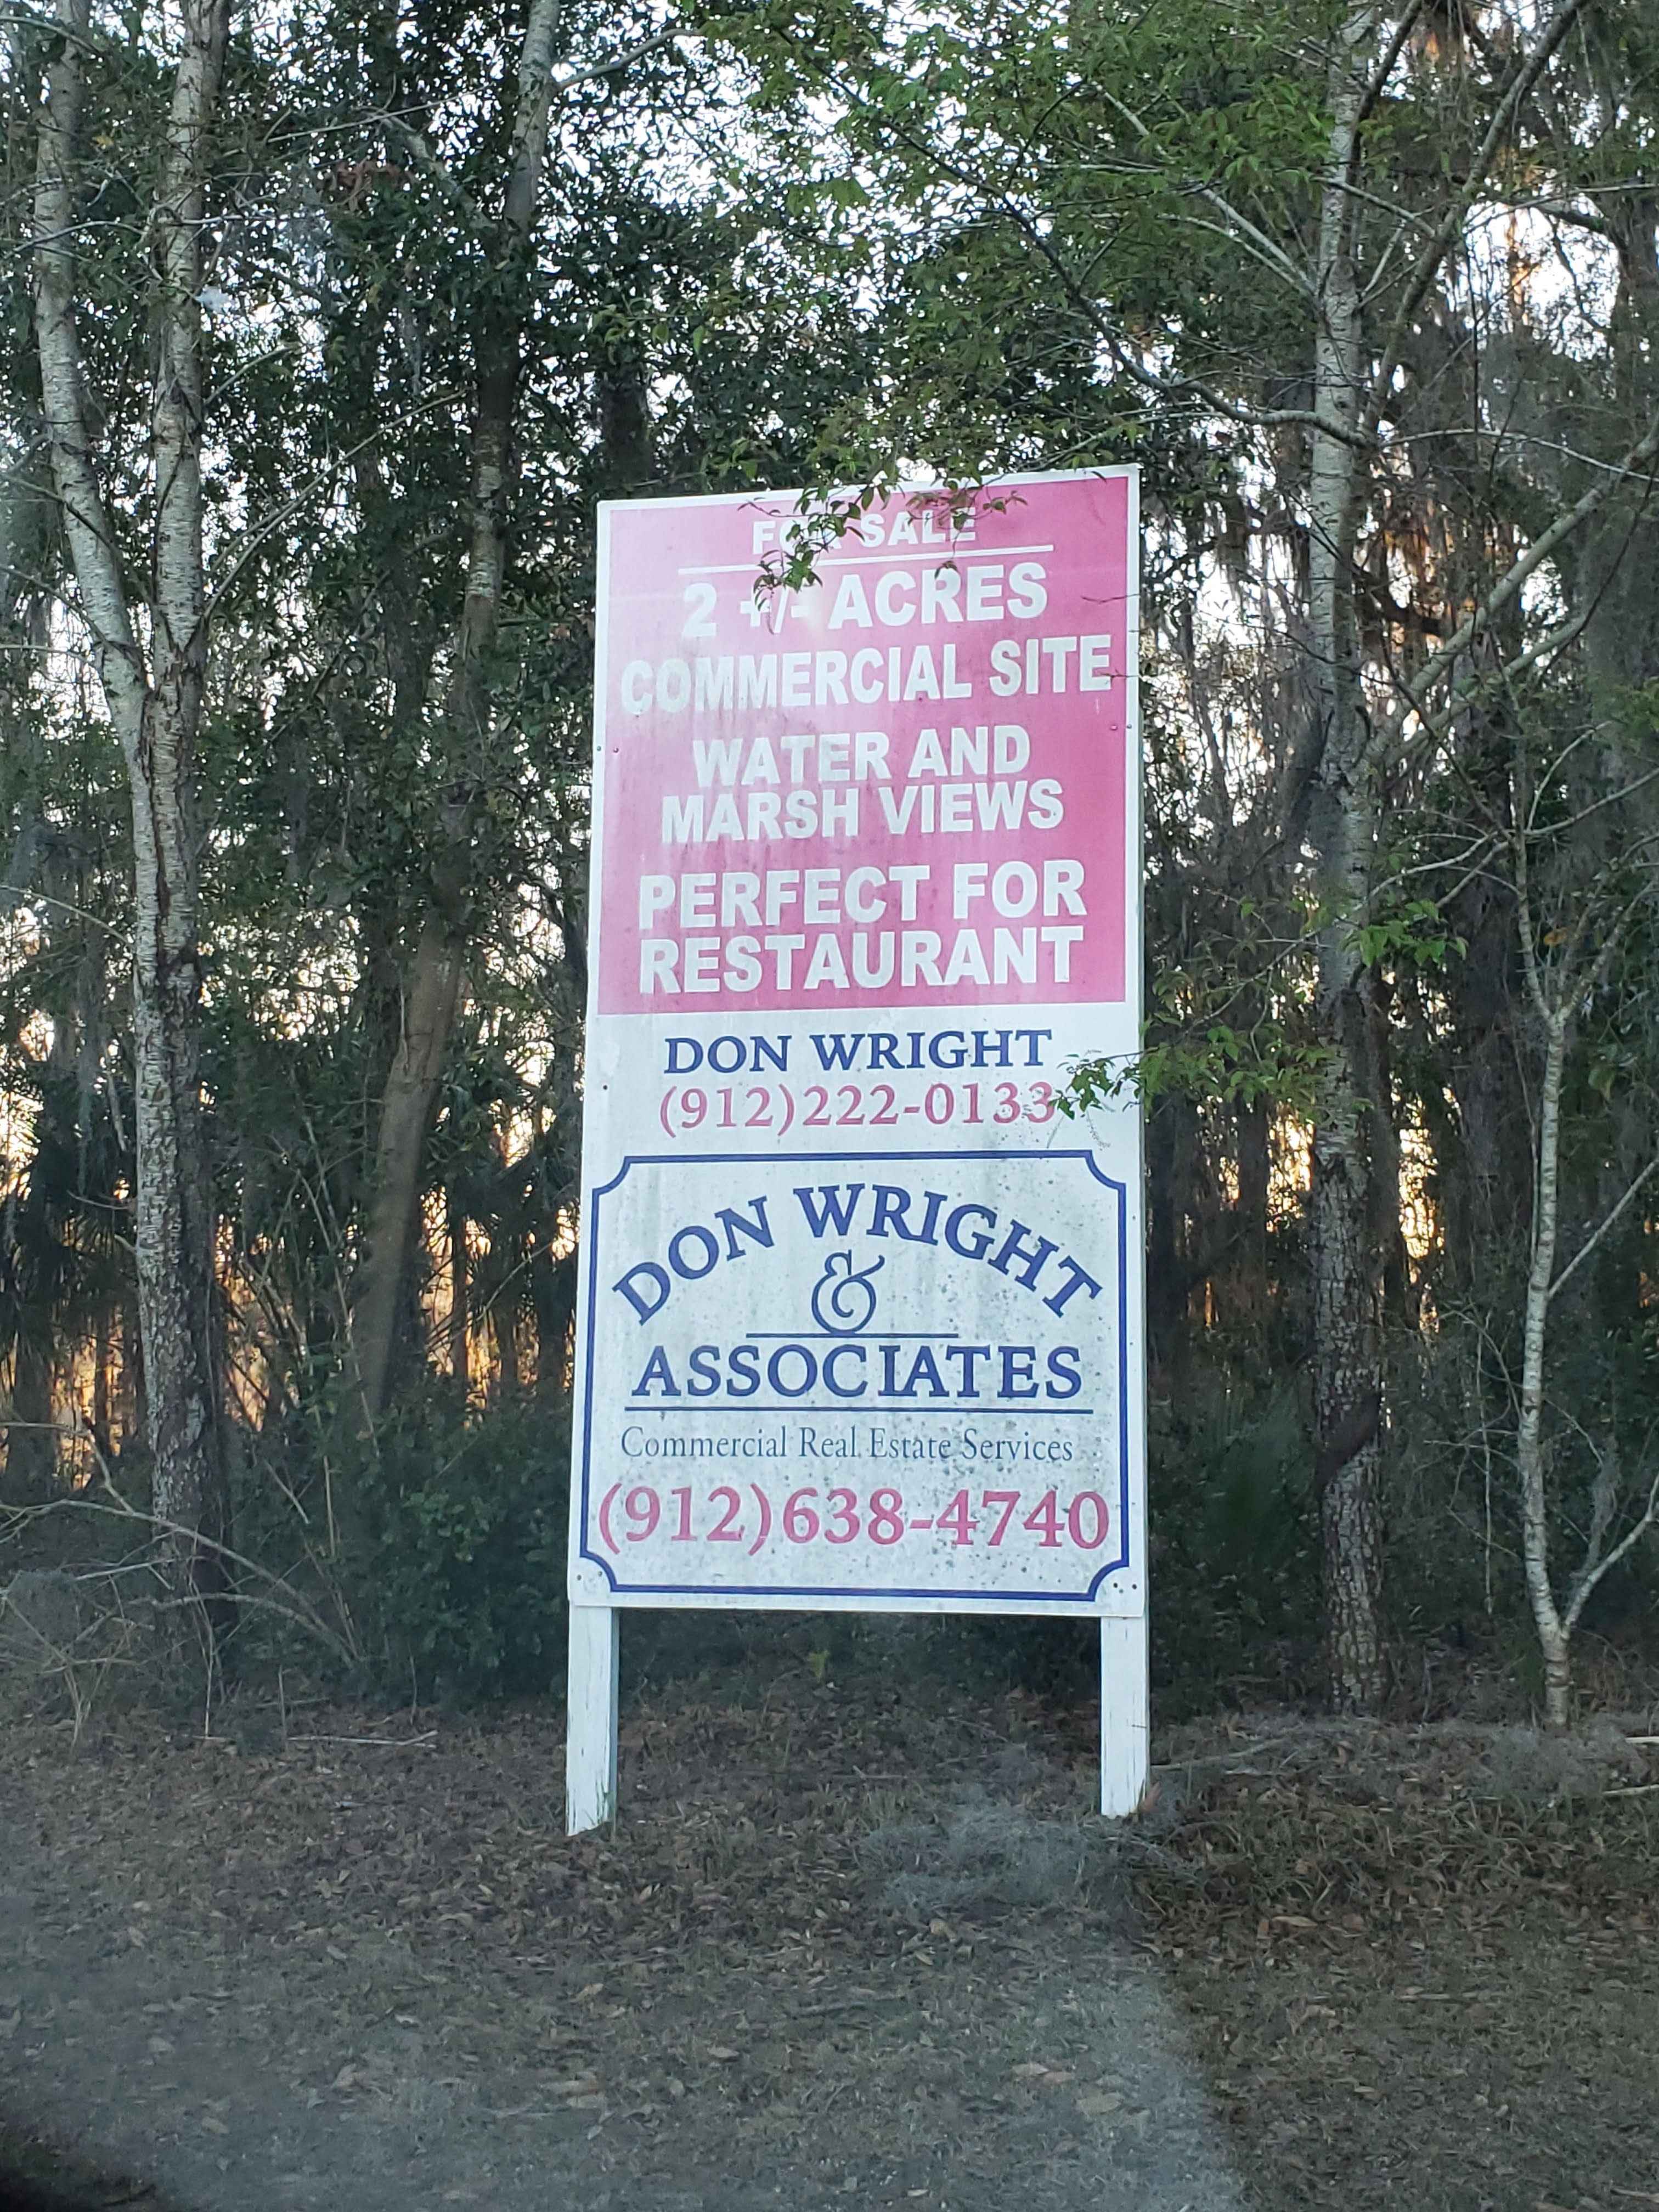 FOR SALE
2 +/- ACRES
COMMERCIAL SITE
WATER AND
MARSH VIEWS
PERFECT FOR
RESTAURANT
DON WRIGHT
(912)222-0133
DON WRIGHT
&
ASSOCIATES
Commercial Real Estate Services
(912)638-4740